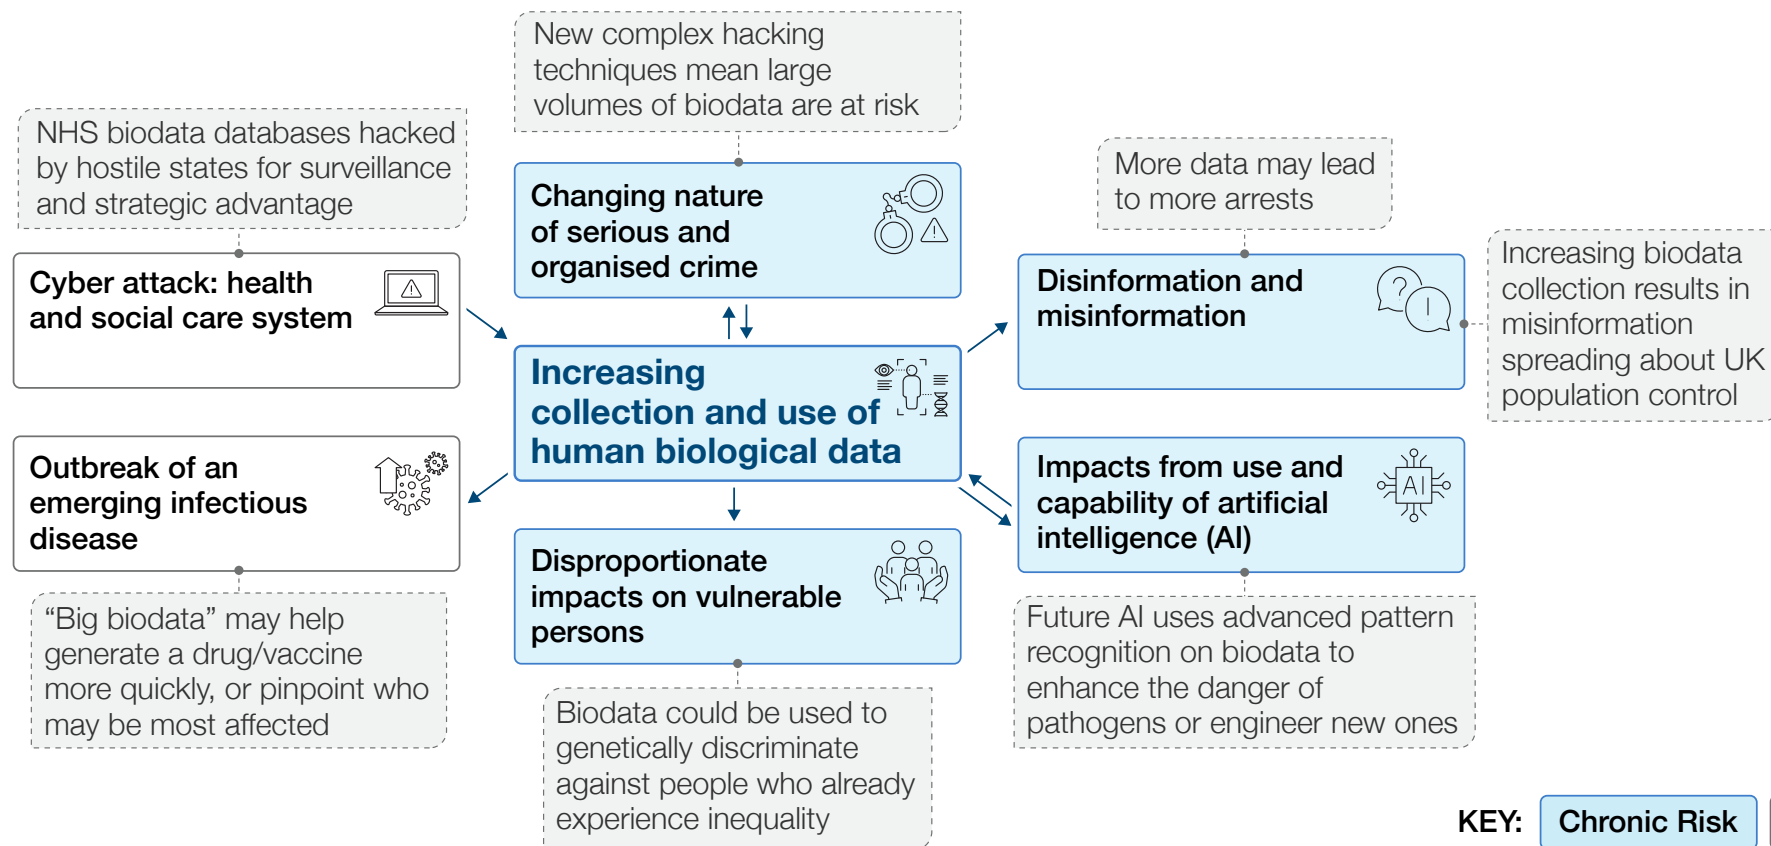 New complex hacking
techniques mean large
volumes of biodata are at risk
NHS biodata databases hacked
by hostile states for surveillance
and strategic advantage
More data may lead
to more arrests
Changing nature
of serious and
organised crime
Increasing biodata
collection results in
misinformation
spreading about UK
population control
Cyber attack: health
and social care system
Disinformation and
misinformation
Increasing
collection and use of
human biological data
Outbreak of an
emerging infectious
disease
Impacts from use and
capability of artificial
intelligence (AI)
AI
Disproportionate
impacts on vulnerable
persons
"Big biodata" may help
generate a drug/vaccine
more quickly, or pinpoint who
may be most affected
Future AI uses advanced pattern
recognition on biodata to
enhance the danger of
pathogens or engineer new ones
Biodata could be used to
genetically discriminate
against people who already
experience inequality
KEY: Chronic Risk